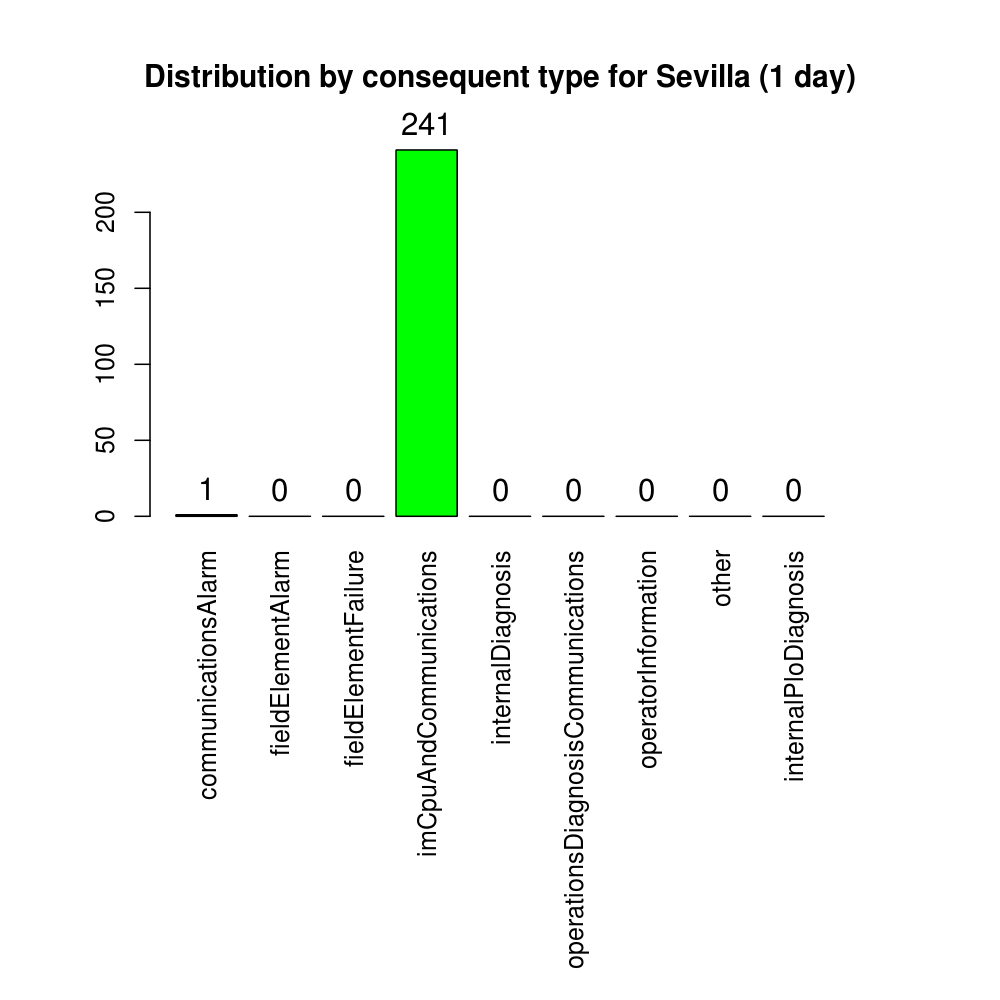 Distribution by consequent type for Sevilla (1 day)
241
200
150
100
50
0
1
0
0
0
0
0
0
0
communicationsAlarm
fieldElementAlarm
fieldElementFailure
imCpuAndCommunications
internalDiagnosis
operationsDiagnosisCommunications
operatorInformation
other
internalPloDiagnosis